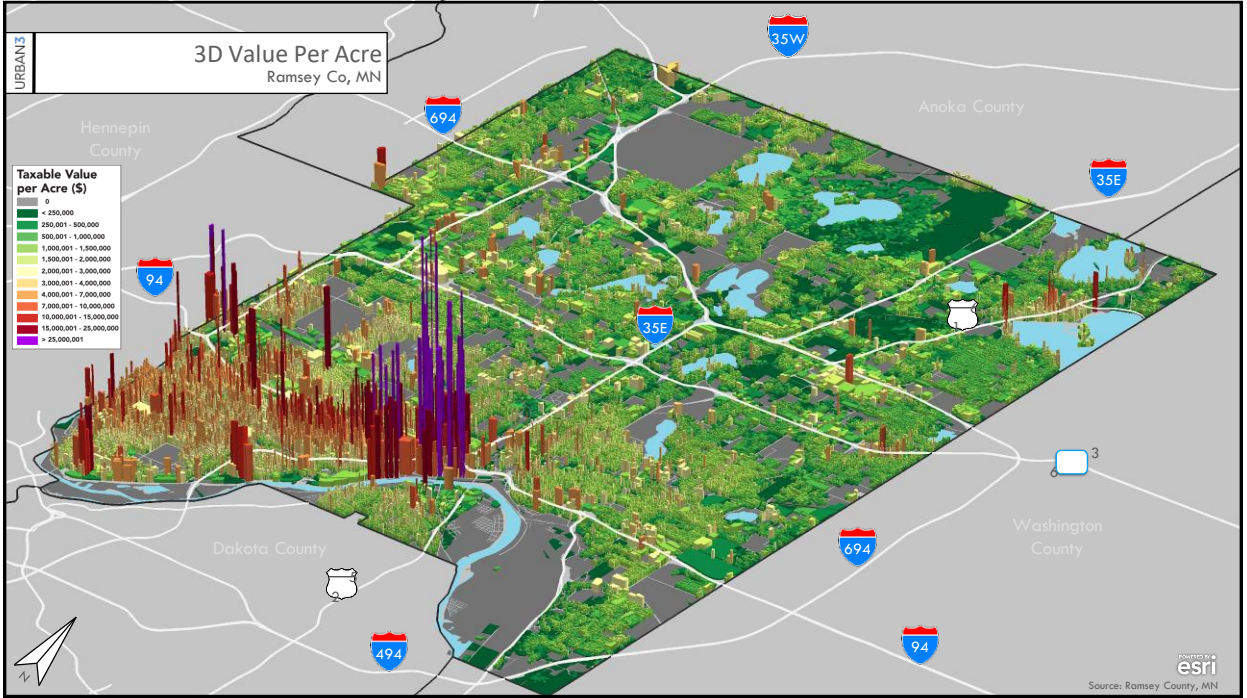 URBAN3
3D Value Per Acre
Ramsey Co, MN
35W
Anoka County
694
Hennepin
County
35E
Taxable Value
per Acre ($)
0
< 250,000
250,001 - 500,000
500,001 - 1,000,000
1,000,001 - 1,500,000
1,500,001 - 2,000,000
2,000,001 - 3,000,000
3,000,001 - 4,000,000
4,000,001 - 7,000,000
7,000,001 - 10,000,000
10,000,001 - 15,000,000
15,000,001 - 25,000,000
> 25,000,001
94
35E
3
6
Washington
County
Dakota County
694
2
494
94
N
POWERED BY
esri
Source: Ramsey County, MN